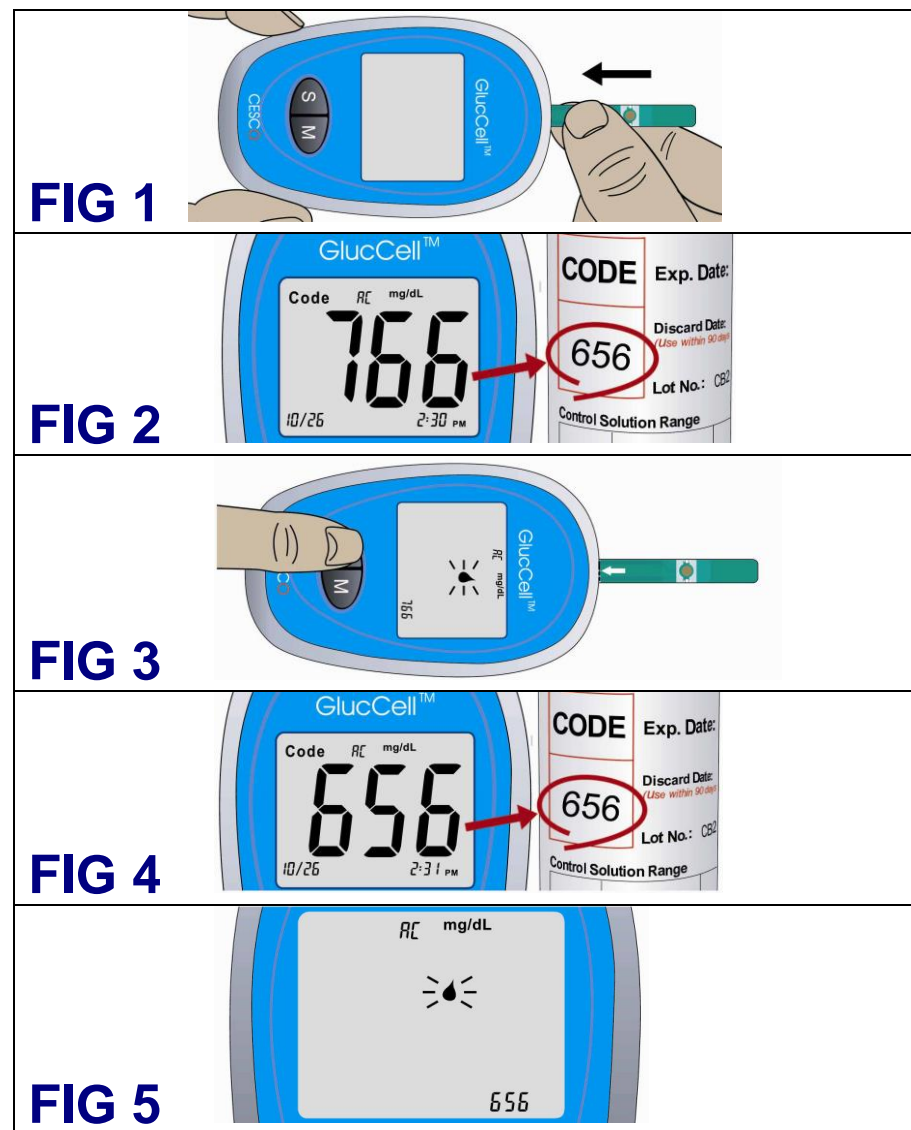 S
M
CESCO
GlucCell™
FIG 1
GlucCell™
Code AC mg/dL
766
10/26 2:30 PM
CODE Exp. Date:
656
Discard Date:
(Use within 90 days
Lot No.: CB2
Control Solution Range
FIG 2
M
CO
GlucCell™
AC mg/dL
766
FIG 3
GlucCell™
Code AC mg/dL
656
10/26 2:31 PM
CODE Exp. Date:
656
Discard Date:
(Use within 90 days
Lot No.: CB2
Control Solution Range
FIG 4
AC mg/dL
656
FIG 5